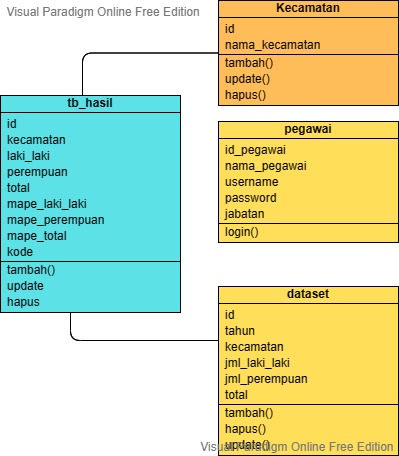 Visual Paradigm Online Free Edition
Kecamatan
id
nama_kecamatan
tambah()
update()
hapus()
tb_hasil
id
kecamatan
laki_laki
perempuan
total
mape_laki_laki
mape_perempuan
mape_total
kode
tambah()
update
hapus
pegawai
id_pegawai
nama_pegawai
username
password
jabatan
login()
dataset
id
tahun
kecamatan
jml_laki_laki
jml_perempuan
total
tambah()
hapus()
update()
Visual Paradigm Online Free Edition